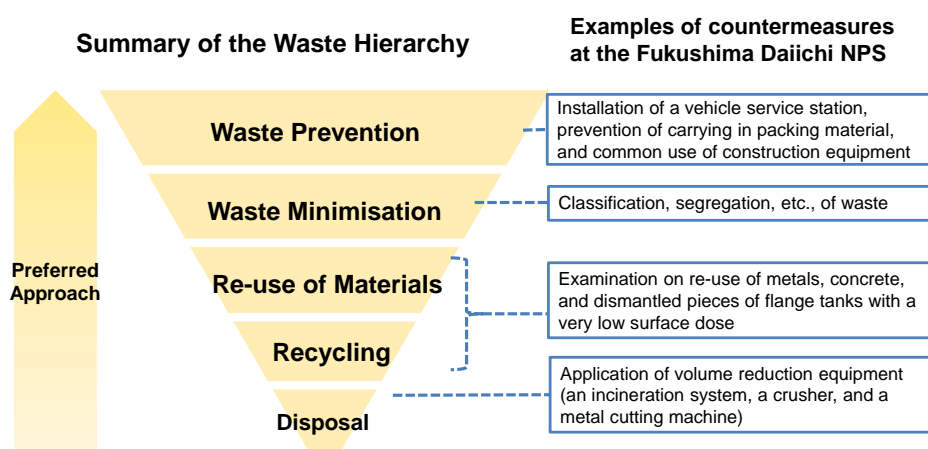 Summary of the Waste Hierarchy
Examples of countermeasures
at the Fukushima Daiichi NPS
Preferred
Approach
Waste Prevention
Installation of a vehicle service station,
prevention of carrying in packing material,
and common use of construction equipment
Waste Minimisation
Classification, segregation, etc., of waste
Re-use of Materials
Recycling
Examination on re-use of metals, concrete,
and dismantled pieces of flange tanks with a
very low surface dose
Disposal
Application of volume reduction equipment
(an incineration system, a crusher, and a
metal cutting machine)